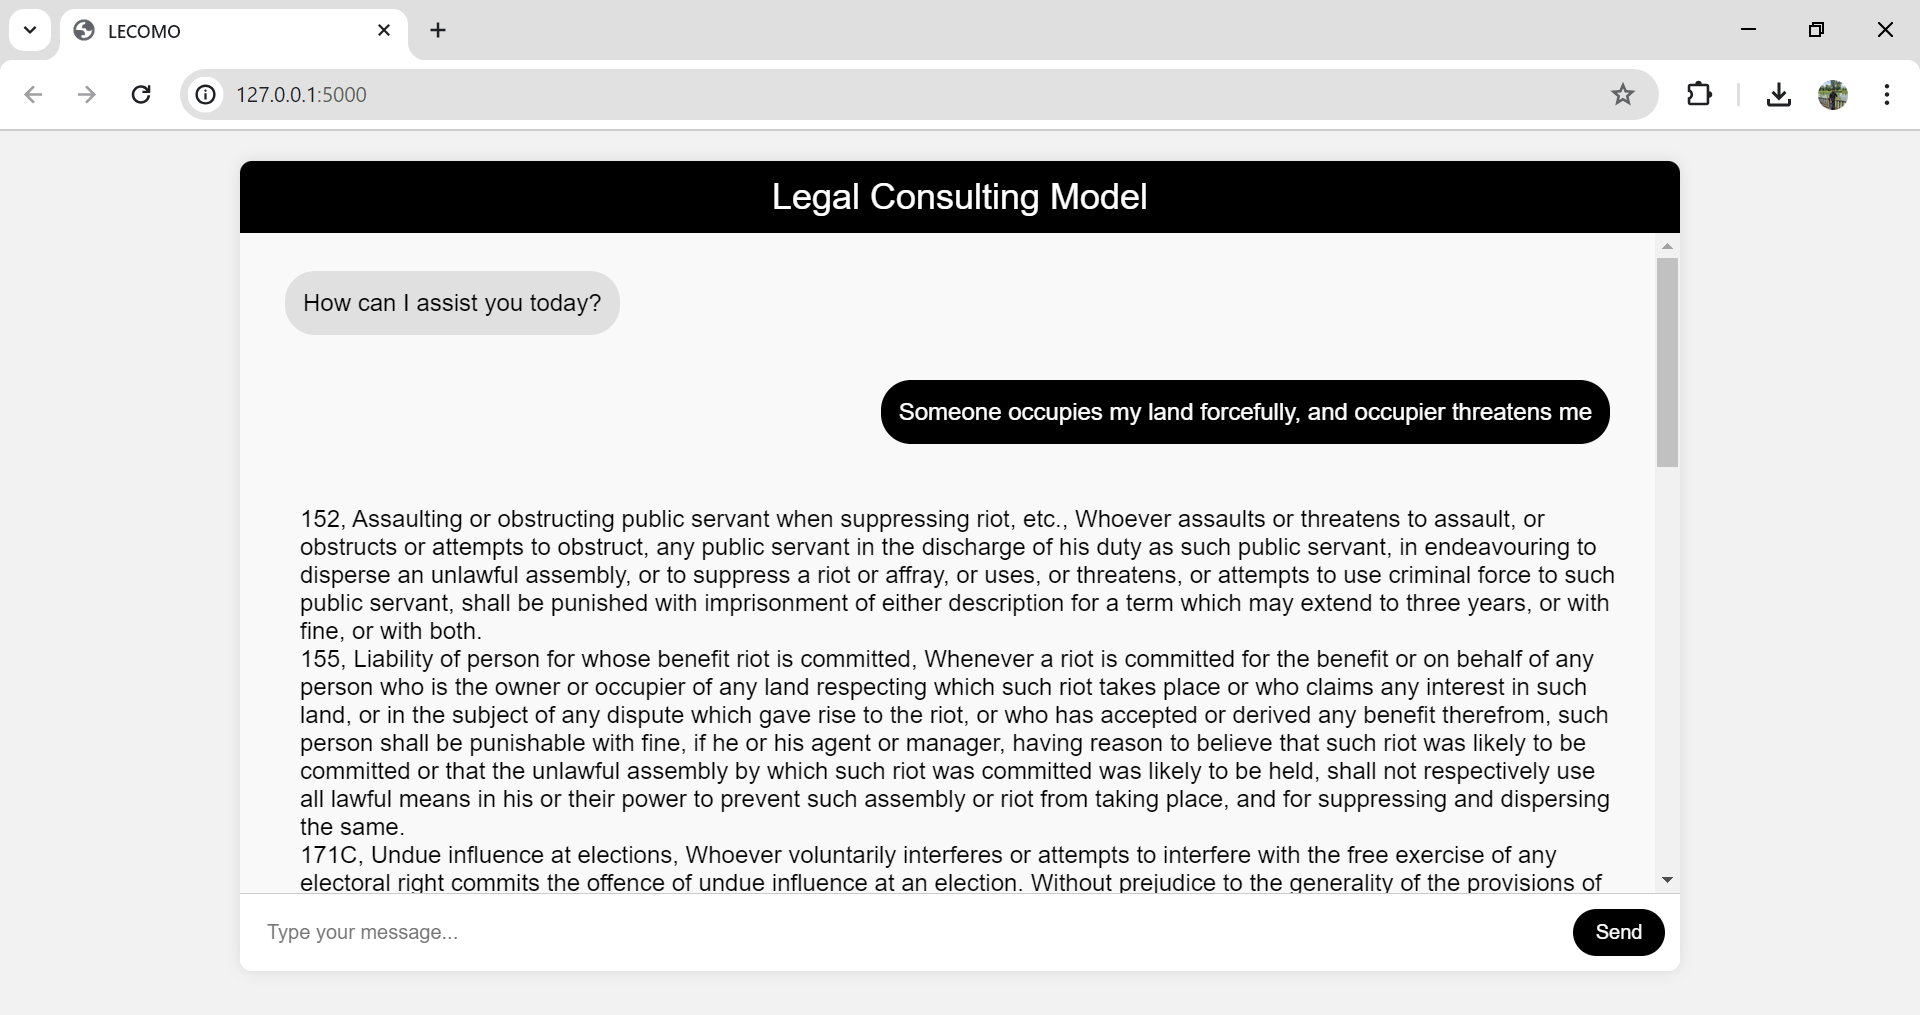 LECOMO
127.0.0.1:5000
Legal Consulting Model
How can I assist you today?
Someone occupies my land forcefully, and occupier threatens me
152, Assaulting or obstructing public servant when suppressing riot, etc., Whoever assaults or threatens to assault, or
obstructs or attempts to obstruct, any public servant in the discharge of his duty as such public servant, in endeavouring to
disperse an unlawful assembly, or to suppress a riot or affray, or uses, or threatens, or attempts to use criminal force to such
public servant, shall be punished with imprisonment of either description for a term which may extend to three years, or with
fine, or with both.
155, Liability of person for whose benefit riot is committed, Whenever a riot is committed for the benefit or on behalf of any
person who is the owner or occupier of any land respecting which such riot takes place or who claims any interest in such
land, or in the subject of any dispute which gave rise to the riot, or who has accepted or derived any benefit therefrom, such
person shall be punishable with fine, if he or his agent or manager, having reason to believe that such riot was likely to be
committed or that the unlawful assembly by which such riot was committed was likely to be held, shall not respectively use
all lawful means in his or their power to prevent such assembly or riot from taking place, and for suppressing and dispersing
the same.
171C, Undue influence at elections, Whoever voluntarily interferes or attempts to interfere with the free exercise of any
electoral right commits the offence of undue influence at an election. Without prejudice to the generality of the provisions of
Type your message...
Send